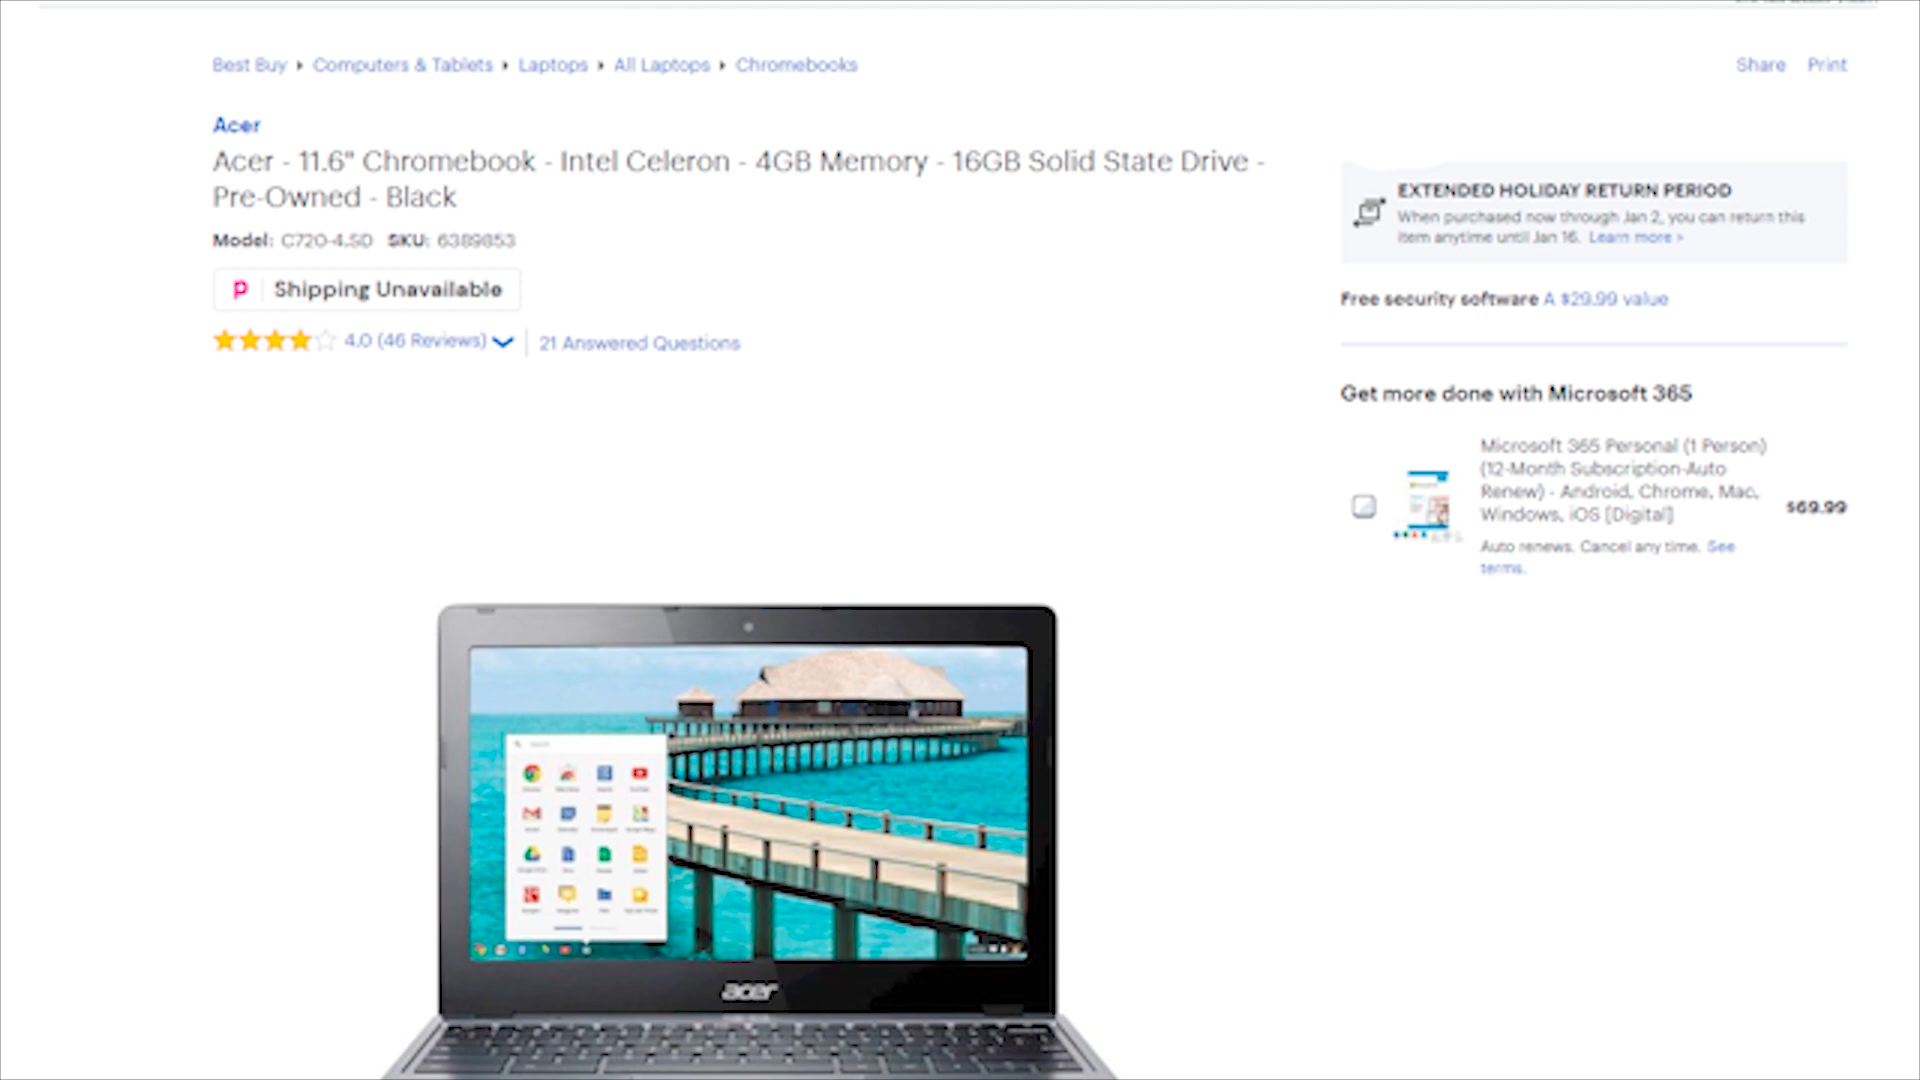 Best Buy › Computers & Tablets › Laptops › All Laptops › Chromebooks
Share Print
Acer
Acer - 11.6" Chromebook - Intel Celeron - 4GB Memory - 16GB Solid State Drive -
Pre-Owned - Black
Model: C720-4.SD SKU: 6389853
Shipping Unavailable
4.0 (46 Reviews)
21 Answered Questions
EXTENDED HOLIDAY RETURN PERIOD
When purchased now through Jan 2, you can return this
item anytime until Jan 16. Learn more >
Free security software A $29.99 value
Get more done with Microsoft 365
Microsoft 365 Personal (1 Person)
(12-Month Subscription-Auto
Renew) - Android, Chrome, Mac,
Windows, iOS [Digital]
$69.99
Auto renews. Cancel any time. See
terms.
acer